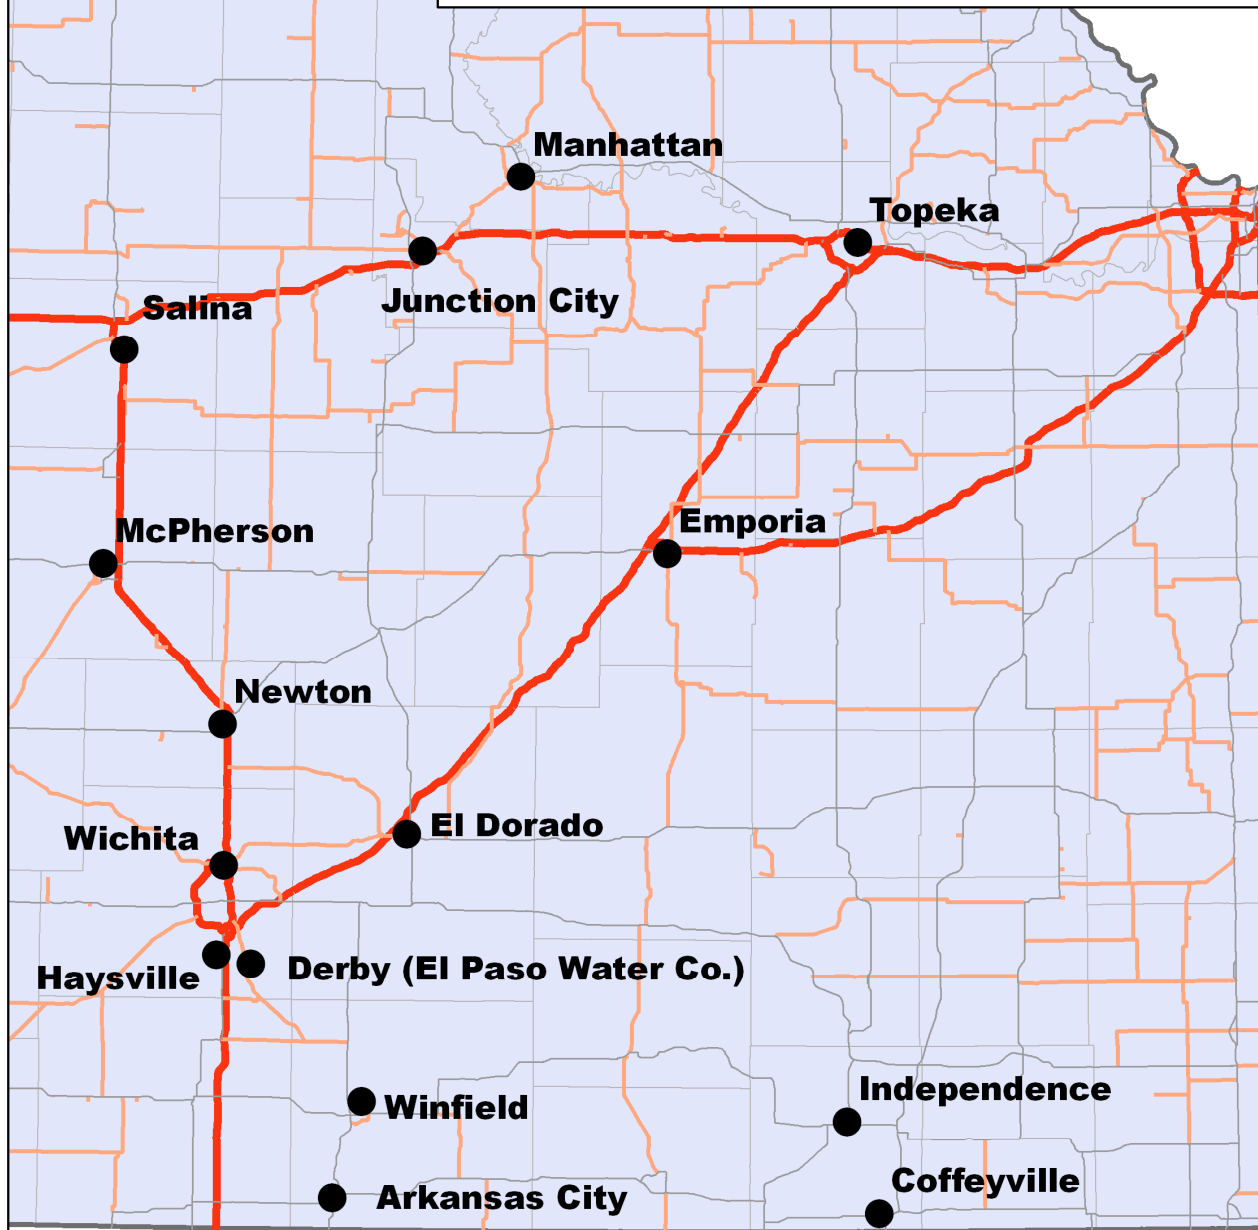 Manhattan
Topeka
Junction City
Salina
Emporia
McPherson
Newton
El Dorado
Wichita
Derby (El Paso Water Co.)
Haysville
Independence
Winfield
Coffeyville
Arkansas City